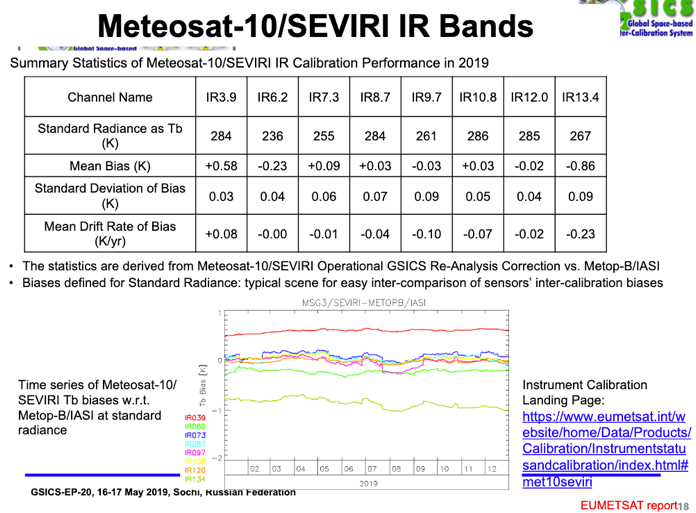 Meteosat-10/SEVIRI IR Bands
GSICS
Global Space-based
ter-Calibration System
Global Space-based
Summary Statistics of Meteosat-10/SEVIRI IR Calibration Performance in 2019
Channel Name IR3.9 IR6.2 IR7.3 IR8.7 IR9.7 IR10.8 IR12.0 IR13.4
Standard Radiance as Tb
(K) 284 236 255 284 261 286 285 267
Mean Bias (K) +0.58 -0.23 +0.09 +0.03 -0.03 +0.03 -0.02 -0.86
Standard Deviation of Bias
(K) 0.03 0.04 0.06 0.07 0.09 0.05 0.04 0.09
Mean Drift Rate of Bias
(K/yr) +0.08 -0.00 -0.01 -0.04 -0.10 -0.07 -0.02 -0.23
• The statistics are derived from Meteosat-10/SEVIRI Operational GSICS Re-Analysis Correction vs. Metop-B/IASI
• Biases defined for Standard Radiance: typical scene for easy inter-comparison of sensors' inter-calibration biases
MSG3/SEVIRI-METOPB/IASI
1
0
-1
-2
Tb Bias [K]
IR039
IR062
IR073
IR087
IR097
IR108
IR120
IR134
02 03 04 05 06 07 08 09 10 11 12
2019
Time series of Meteosat-10/
SEVIRI Tb biases w.r.t.
Metop-B/IASI at standard
radiance
Instrument Calibration
Landing Page:
https://www.eumetsat.int/w
ebsite/home/Data/Products/
Calibration/Instrumentstatu
sandcalibration/index.html#
met10seviri
GSICS-EP-20, 16-17 May 2019, Sochi, Russian Federation
EUMETSAT report18